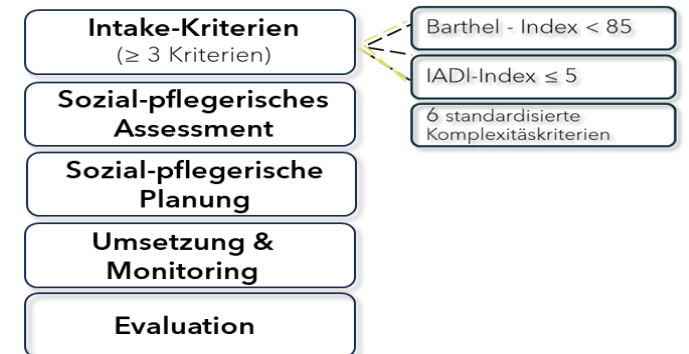 Intake-Kriterien
(≥ 3 Kriterien)
Sozial-pflegerisches
Assessment
Sozial-pflegerische
Planung
Umsetzung &
Monitoring
Evaluation
Barthel - Index < 85
IADl-Index ≤ 5
6 standardisierte
Komplexitäskriterien